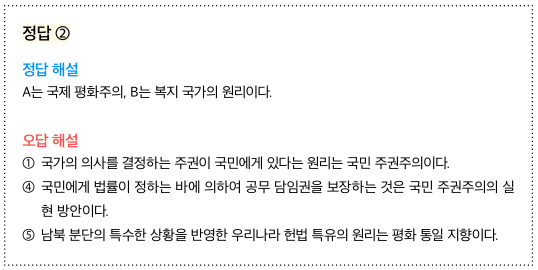 정답 ②
정답 해설
A는 국제 평화주의, B는 복지 국가의 원리이다.
오답 해설
① 국가의 의사를 결정하는 주권이 국민에게 있다는 원리는 국민 주권주의이다.
④ 국민에게 법률이 정하는 바에 의하여 공무 담임권을 보장하는 것은 국민 주권주의의 실
현 방안이다.
⑤ 남북 분단의 특수한 상황을 반영한 우리나라 헌법 특유의 원리는 평화 통일 지향이다.